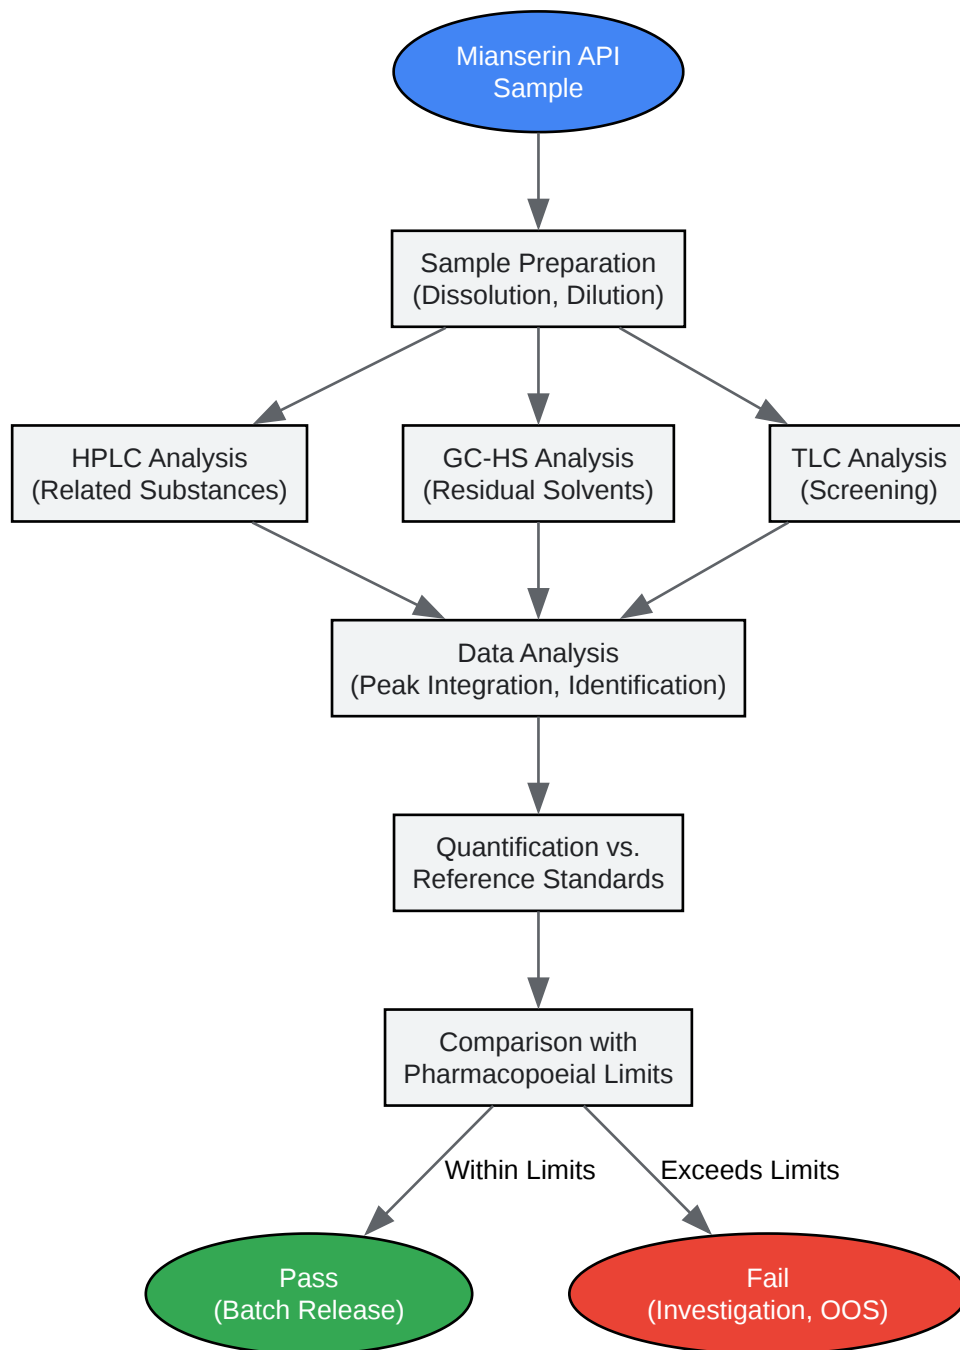 Mianserin API
Sample
Sample Preparation
(Dissolution, Dilution)
HPLC Analysis
(Related Substances)
GC-HS Analysis
(Residual Solvents)
TLC Analysis
(Screening)
Data Analysis
(Peak Integration, Identification)
Quantification vs.
Reference Standards
Comparison with
Pharmacopoeial Limits
Within Limits
Exceeds Limits
Pass
(Batch Release)
Fail
(Investigation, OOS)